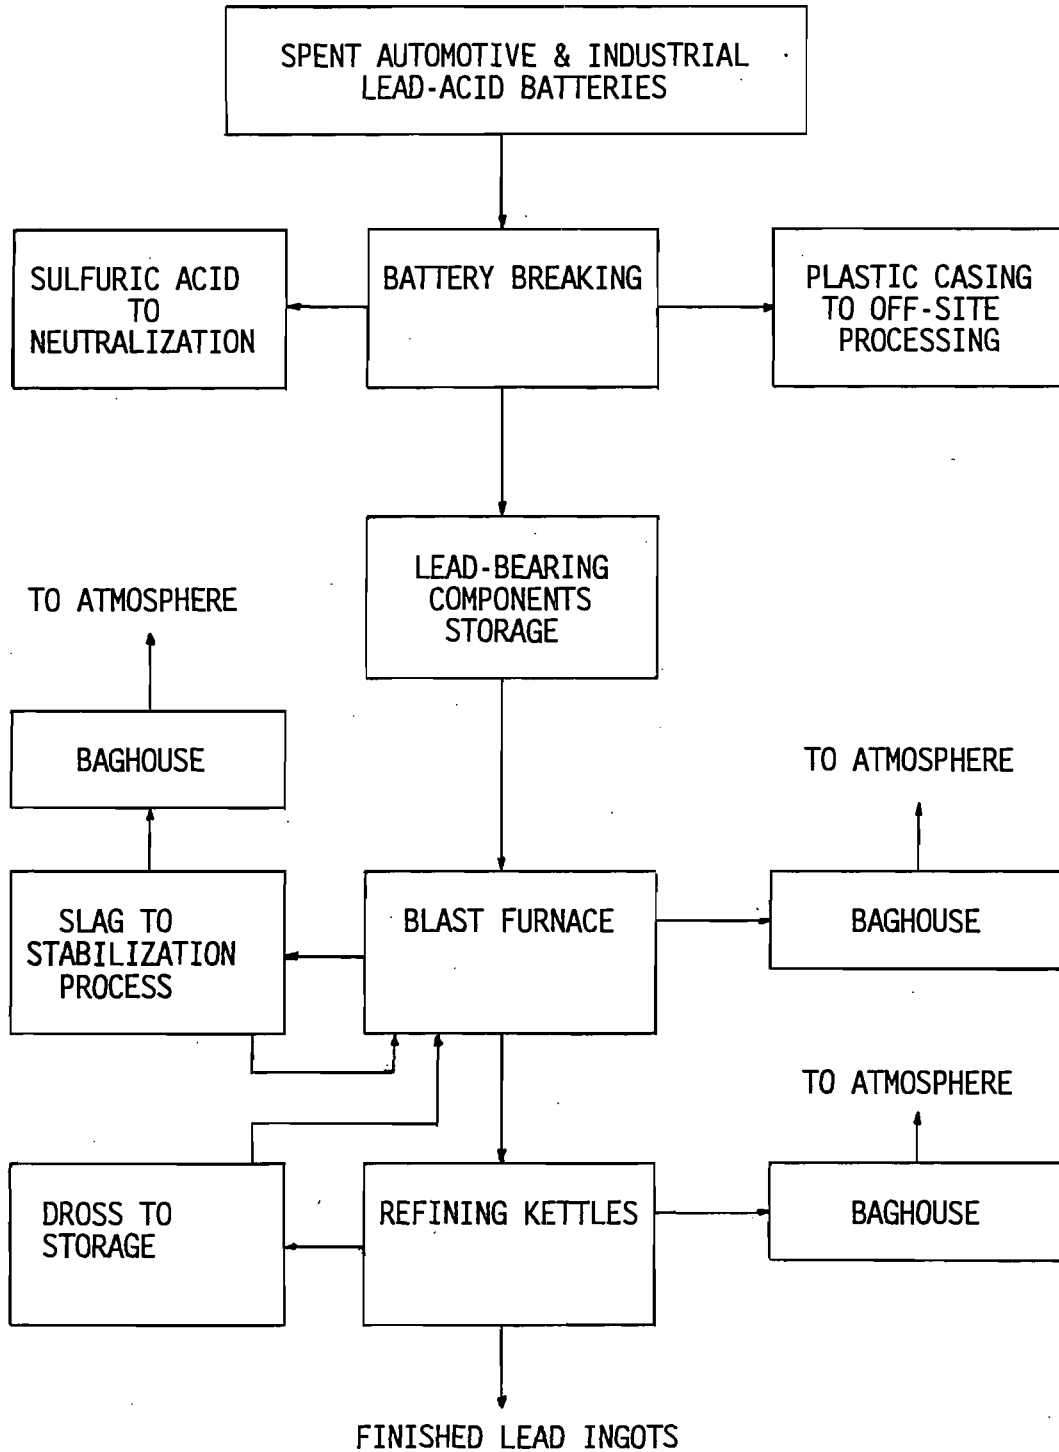 SPENT AUTOMOTIVE & INDUSTRIAL
LEAD-ACID BATTERIES
SULFURIC ACID
TO
NEUTRALIZATION
BATTERY BREAKING
PLASTIC CASING
TO OFF-SITE
PROCESSING
LEAD-BEARING
COMPONENTS
STORAGE
TO ATMOSPHERE
BAGHOUSE
TO ATMOSPHERE
SLAG TO
STABILIZATION
PROCESS
BLAST FURNACE
BAGHOUSE
TO ATMOSPHERE
DROSS TO
STORAGE
REFINING KETTLES
BAGHOUSE
FINISHED LEAD INGOTS